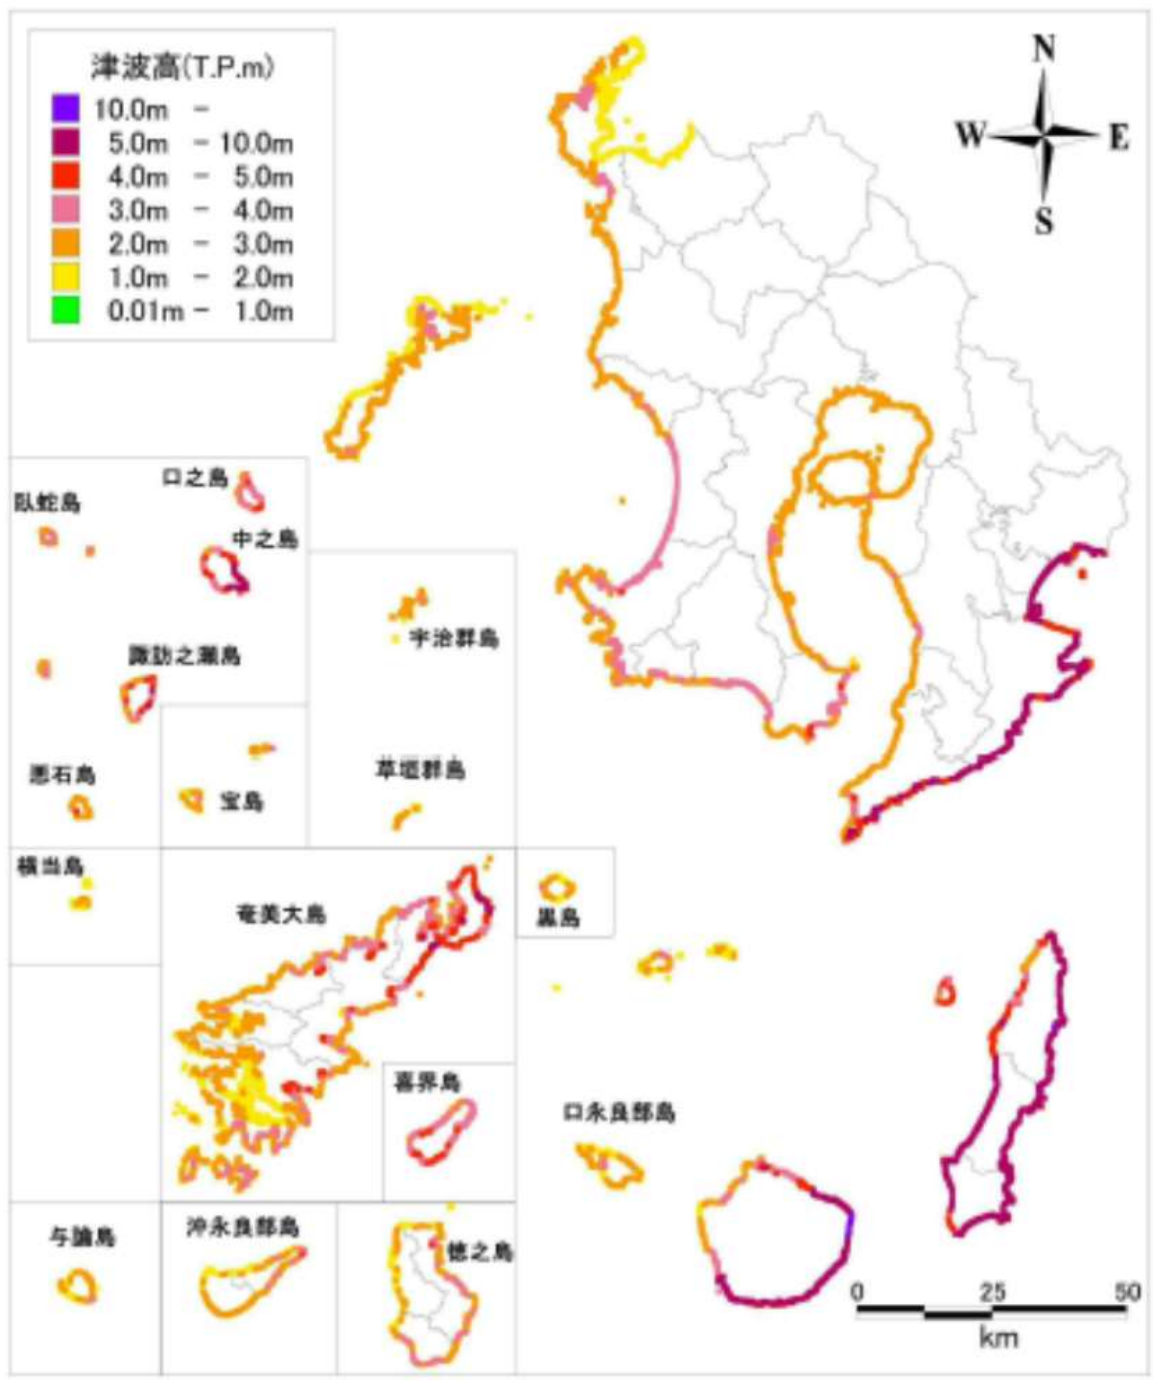 津波高(T.P.m)
10.0m -
5.0m - 10.0m
4.0m - 5.0m
3.0m - 4.0m
2.0m - 3.0m
1.0m - 2.0m
0.01m - 1.0m
N
W E
S
口之島
臥蛇島
中之島
宇治群島
諏訪之瀬島
悪石島
宝島
草垣群島
横当島
奄美大島
黒島
喜界島
口永良部島
与論島
沖永良部島
徳之島
0 25 50
km